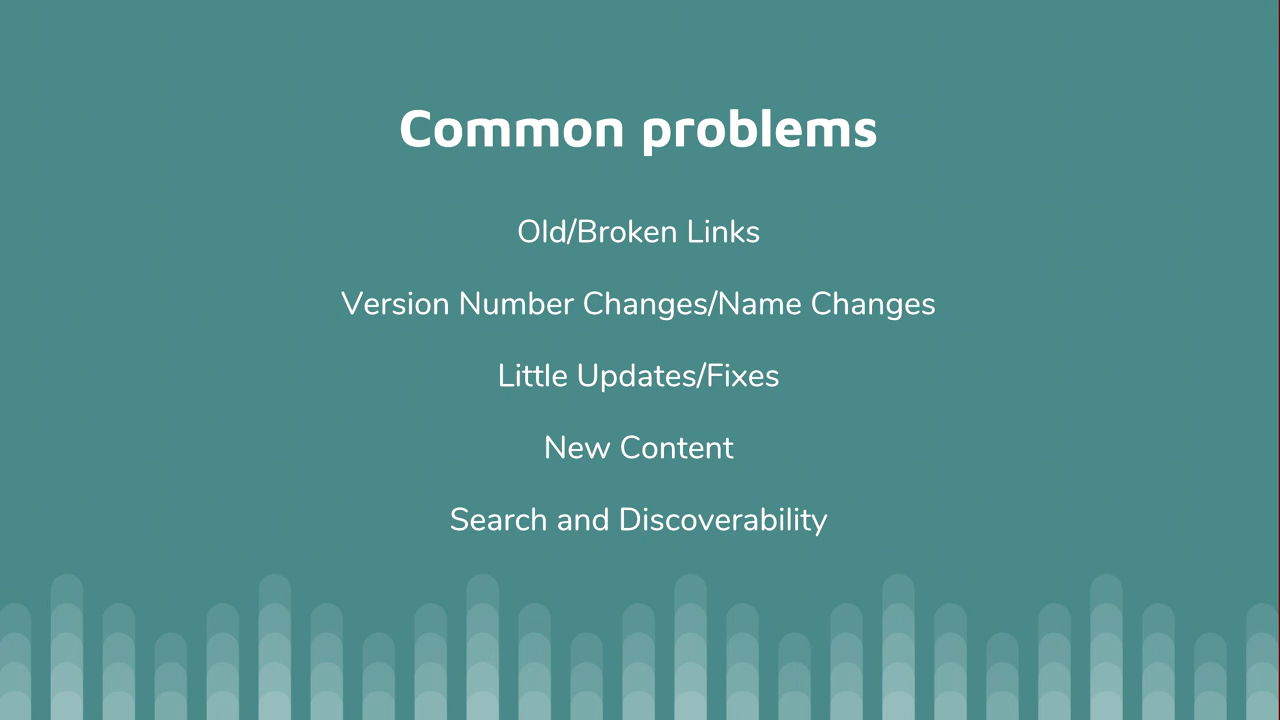 Common problems
Old/Broken Links
Version Number Changes/Name Changes
Little Updates/Fixes
New Content
Search and Discoverability